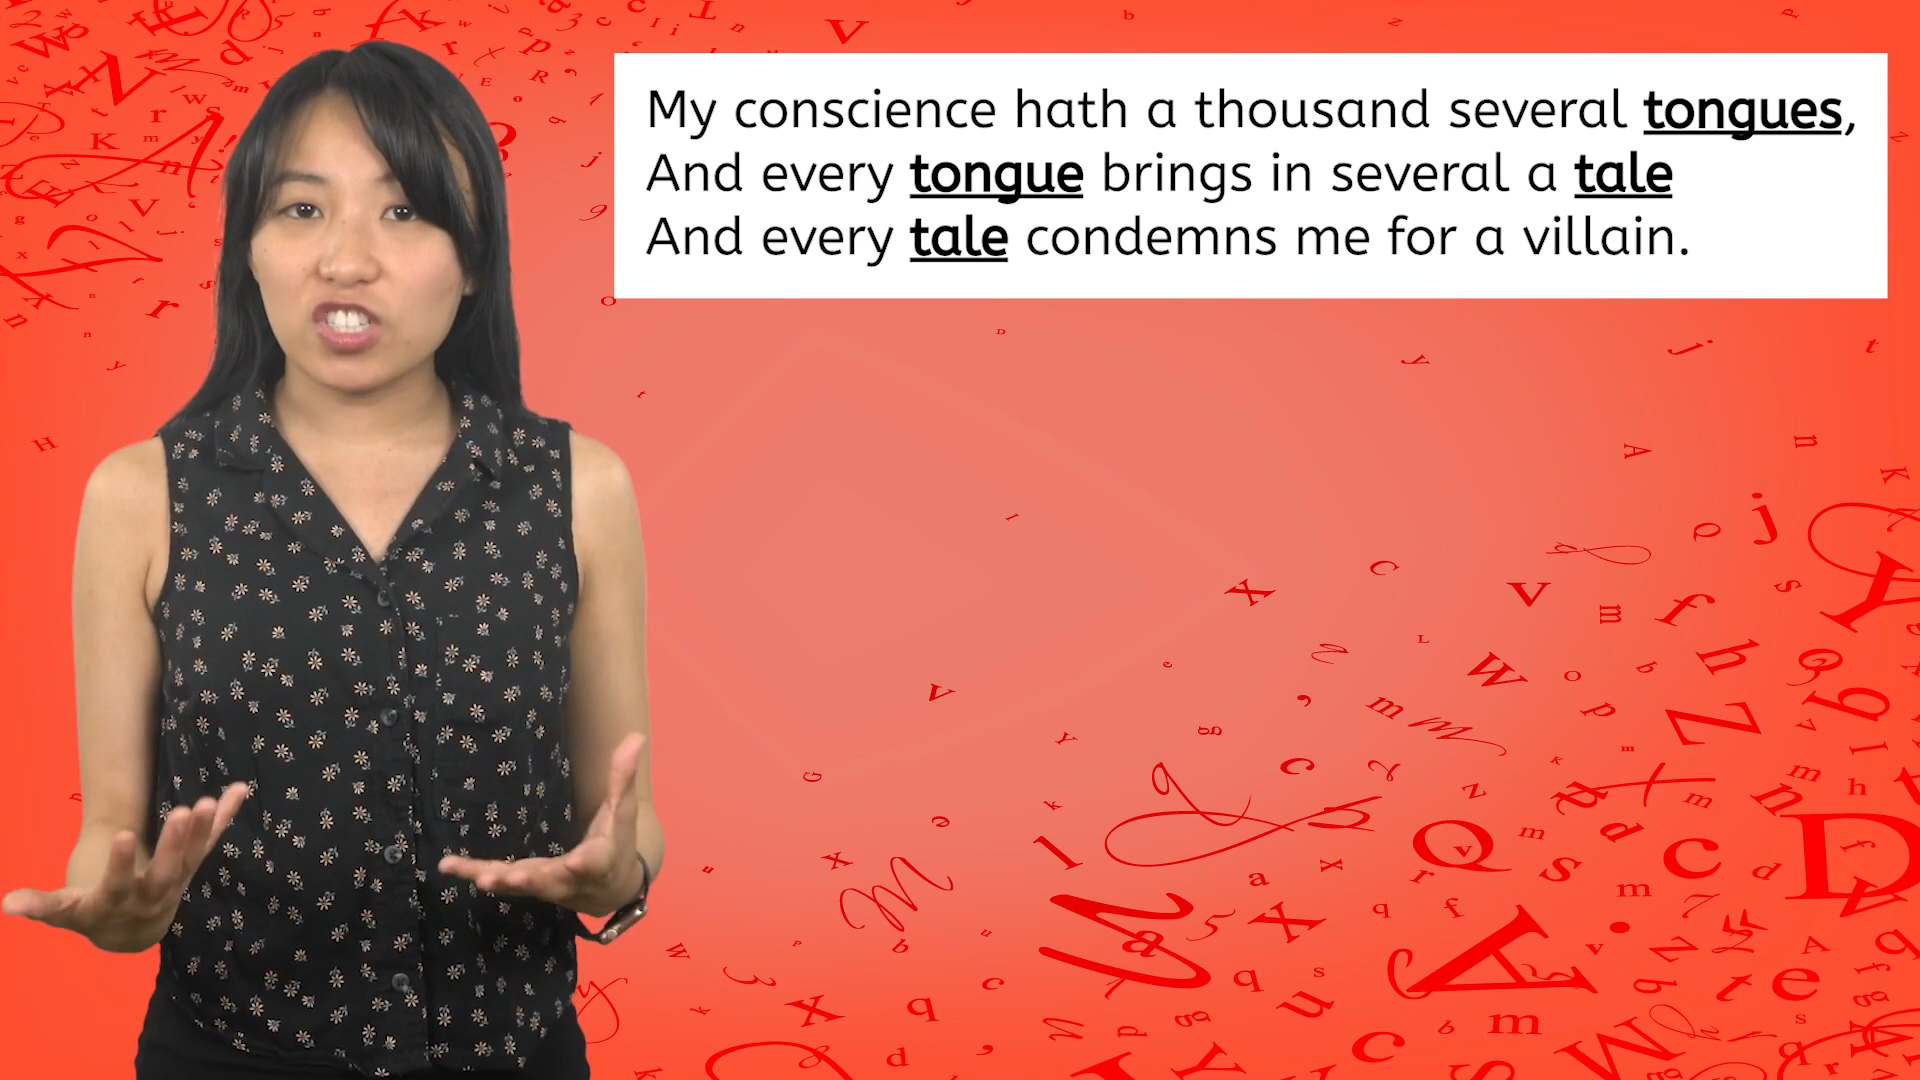 My conscience hath a thousand several tongues,
And every tongue brings in several a tale
And every tale condemns me for a villain.